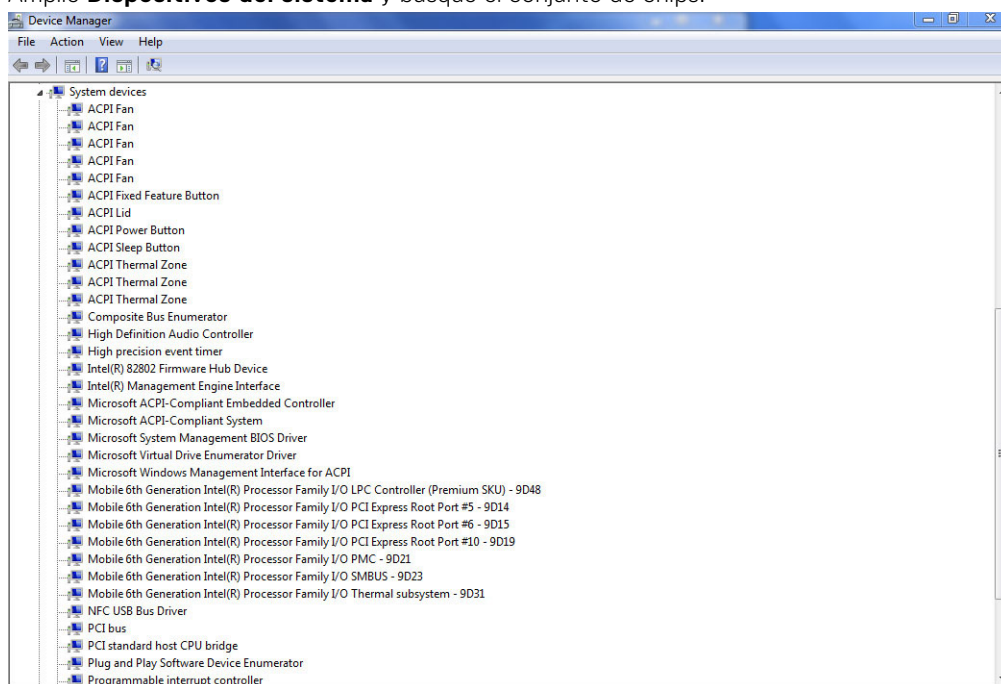 Amplíe Dispositivos del sistema y busque el conjunto de chips.
Device Manager
File Action View Help
System devices
ACPI Fan
ACPI Fan
ACPI Fan
ACPI Fan
ACPI Fan
ACPI Fixed Feature Button
ACPI Lid
ACPI Power Button
ACPI Sleep Button
ACPI Thermal Zone
ACPI Thermal Zone
ACPI Thermal Zone
Composite Bus Enumerator
High Definition Audio Controller
High precision event timer
Intel(R) 82802 Firmware Hub Device
Intel(R) Management Engine Interface
Microsoft ACPI-Compliant Embedded Controller
Microsoft ACPI-Compliant System
Microsoft System Management BIOS Driver
Microsoft Virtual Drive Enumerator Driver
Microsoft Windows Management Interface for ACPI
Mobile 6th Generation Intel(R) Processor Family I/O LPC Controller (Premium SKU) - 9D48
Mobile 6th Generation Intel(R) Processor Family I/O PCI Express Root Port #5 - 9D14
Mobile 6th Generation Intel(R) Processor Family I/O PCI Express Root Port #6 - 9D15
Mobile 6th Generation Intel(R) Processor Family I/O PCI Express Root Port #10 - 9D19
Mobile 6th Generation Intel(R) Processor Family I/O PMC - 9D21
Mobile 6th Generation Intel(R) Processor Family I/O SMBUS - 9D23
Mobile 6th Generation Intel(R) Processor Family I/O Thermal subsystem - 9D31
NFC USB Bus Driver
PCI bus
PCI standard host CPU bridge
Plug and Play Software Device Enumerator
Programmable interrupt controller